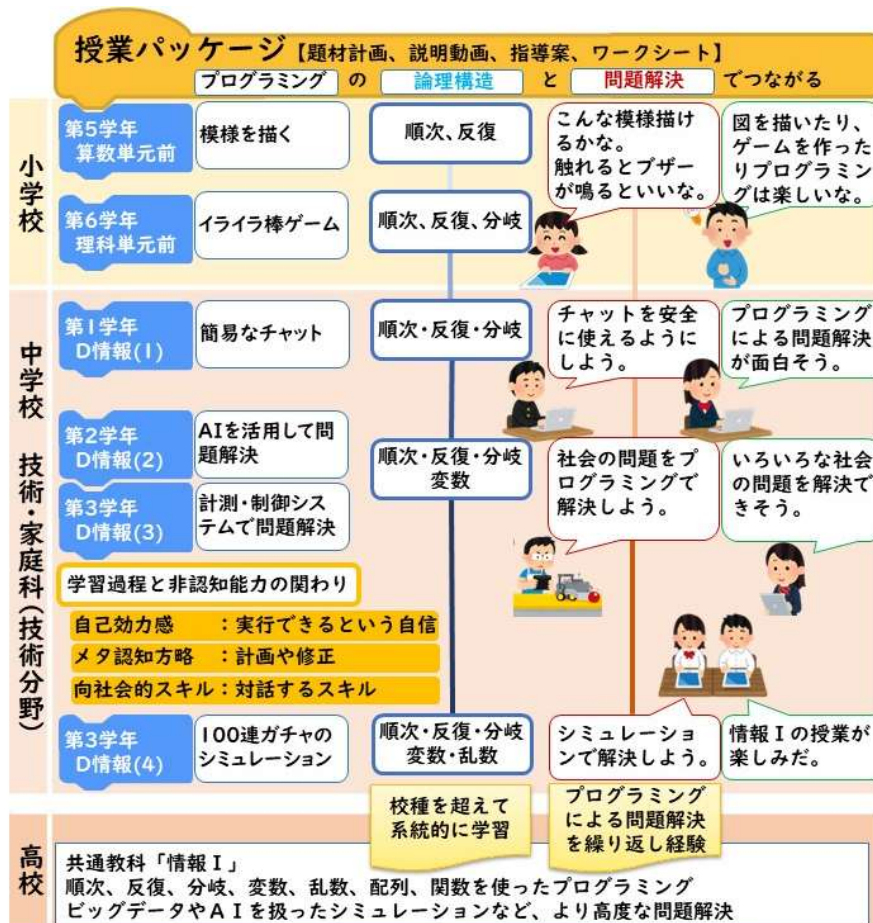 授業パッケージ【題材計画、説明動画、指導案、ワークシート】
プログラミング の 論理構造 と 問題解決 でつながる
小学校
第5学年
算数単元前
模様を描く
順次、反復
こんな模様描け
るかな。
触れるとブザー
が鳴るといいな。
図を描いたり、
ゲームを作った
りプログラミン
グは楽しいな。
第6学年
理科単元前
イライラ棒ゲーム
順次、反復、分岐
中学校 技術・家庭科(技術分野)
第1学年
D情報(1)
簡易なチャット
順次・反復・分岐
チャットを安全
に使えるように
しよう。
プログラミング
による問題解決
が面白そう。
第2学年
D情報(2)
AIを活用して問
題解決
順次・反復・分岐
変数
社会の問題をプ
ログラミングで
解決しよう。
いろいろな社会
の問題を解決で
きそう。
第3学年
D情報(3)
計測・制御シス
テムで問題解決
学習過程と非認知能力の関わり
自己効力感 :実行できるという自信
メタ認知方略 :計画や修正
向社会的スキル:対話するスキル
第3学年
D情報(4)
100連ガチャの
シミュレーション
順次・反復・分岐
変数・乱数
シミュレーショ
ンで解決しよう。
情報Ⅰの授業が
楽しみだ。
校種を超えて
系統的に学習
プログラミング
による問題解決
を繰り返し経験
高校
共通教科「情報Ⅰ」
順次、反復、分岐、変数、乱数、配列、関数を使ったプログラミング
ビッグデータやAIを扱ったシミュレーションなど、より高度な問題解決